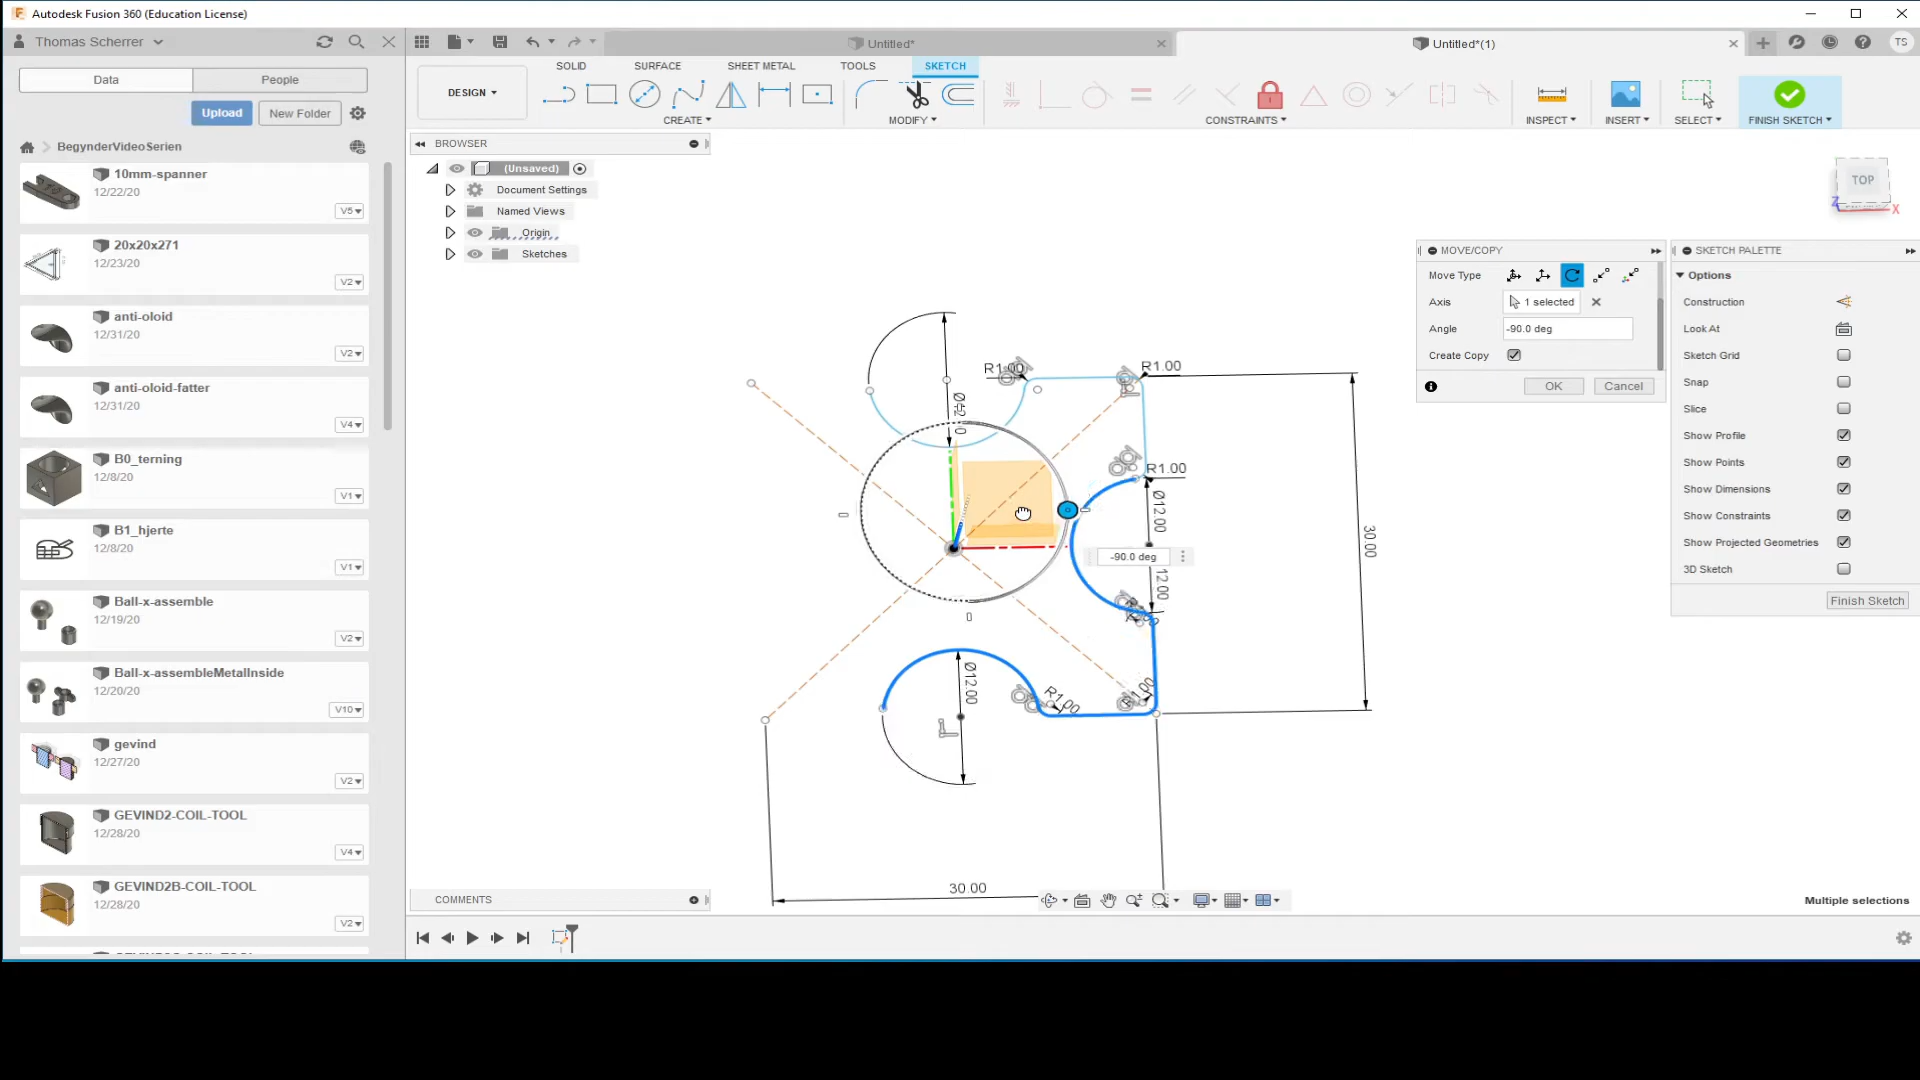 Autodesk Fusion 360 (Education License)
Thomas Scherrer
Untitled*
Untitled*(1)
TS
Data
People
SOLID
SURFACE
SHEET METAL
TOOLS
SKETCH
DESIGN
Upload
New Folder
CREATE
MODIFY
CONSTRAINTS
INSPECT
INSERT
SELECT
FINISH SKETCH
BegynderVideoSerien
10mm-spanner
12/22/20
V5
20x20x271
12/23/20
V2
anti-oloid
12/31/20
V2
anti-oloid-fatter
12/31/20
V4
B0_terning
12/8/20
V1
B1_hjerte
12/8/20
V1
Ball-x-assemble
12/19/20
V2
Ball-x-assembleMetalInside
12/20/20
V10
gevind
12/27/20
V2
GEVIND2-COIL-TOOL
12/28/20
V4
GEVIND2B-COIL-TOOL
12/28/20
V2
BROWSER
(Unsaved)
Document Settings
Named Views
Origin
Sketches
TOP
Z
X
MOVE/COPY
Move Type
Axis
1 selected
Angle
-90.0 deg
Create Copy
OK
Cancel
SKETCH PALETTE
Options
Construction
Look At
Sketch Grid
Snap
Slice
Show Profile
Show Points
Show Dimensions
Show Constraints
Show Projected Geometries
3D Sketch
Finish Sketch
R1.00
R1.00
R1.00
Ø12.00
30.00
-90.0 deg
12.00
Ø12.00
R1.00
30.00
COMMENTS
Multiple selections